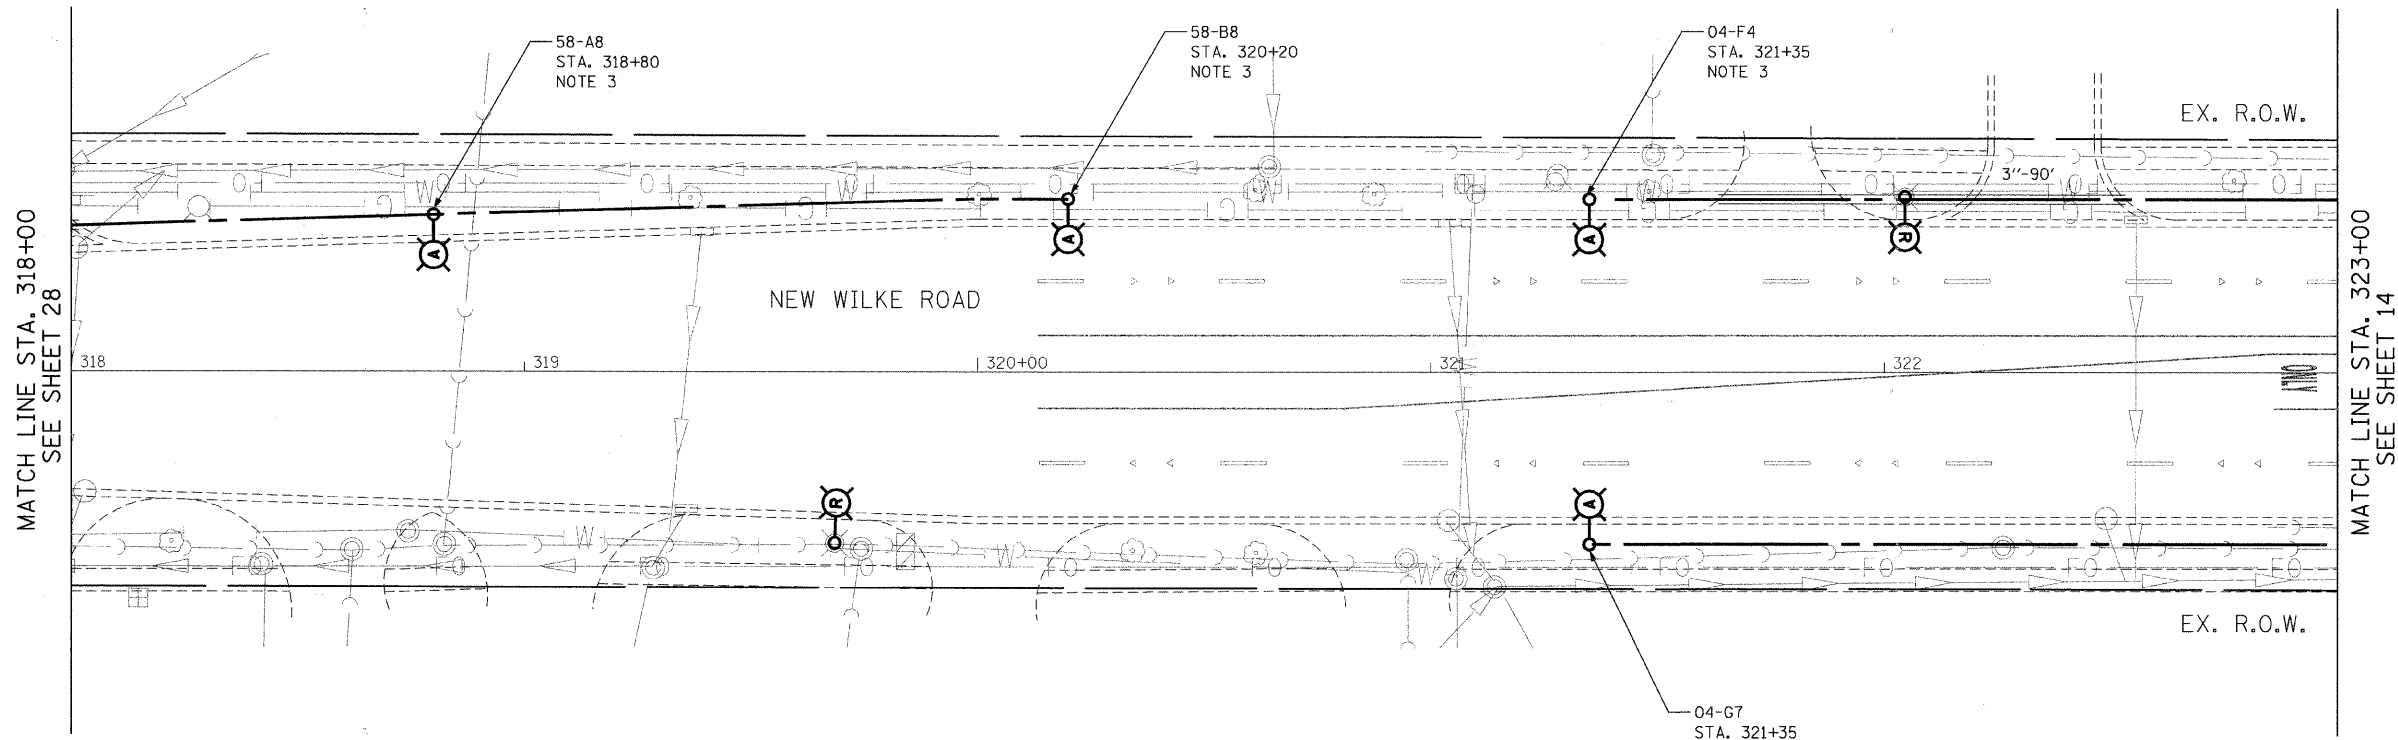 58-A8
STA. 318+80
NOTE 3
58-B8
STA. 320+20
NOTE 3
04-F4
STA. 321+35
NOTE 3
EX. R.O.W.
3''-90'
A
A
A
R
MATCH LINE STA. 318+00
SEE SHEET 28
NEW WILKE ROAD
318
319
320+00
321
322
ONLY
MATCH LINE STA. 323+00
SEE SHEET 14
R
A
EX. R.O.W.
04-G7
STA. 321+35